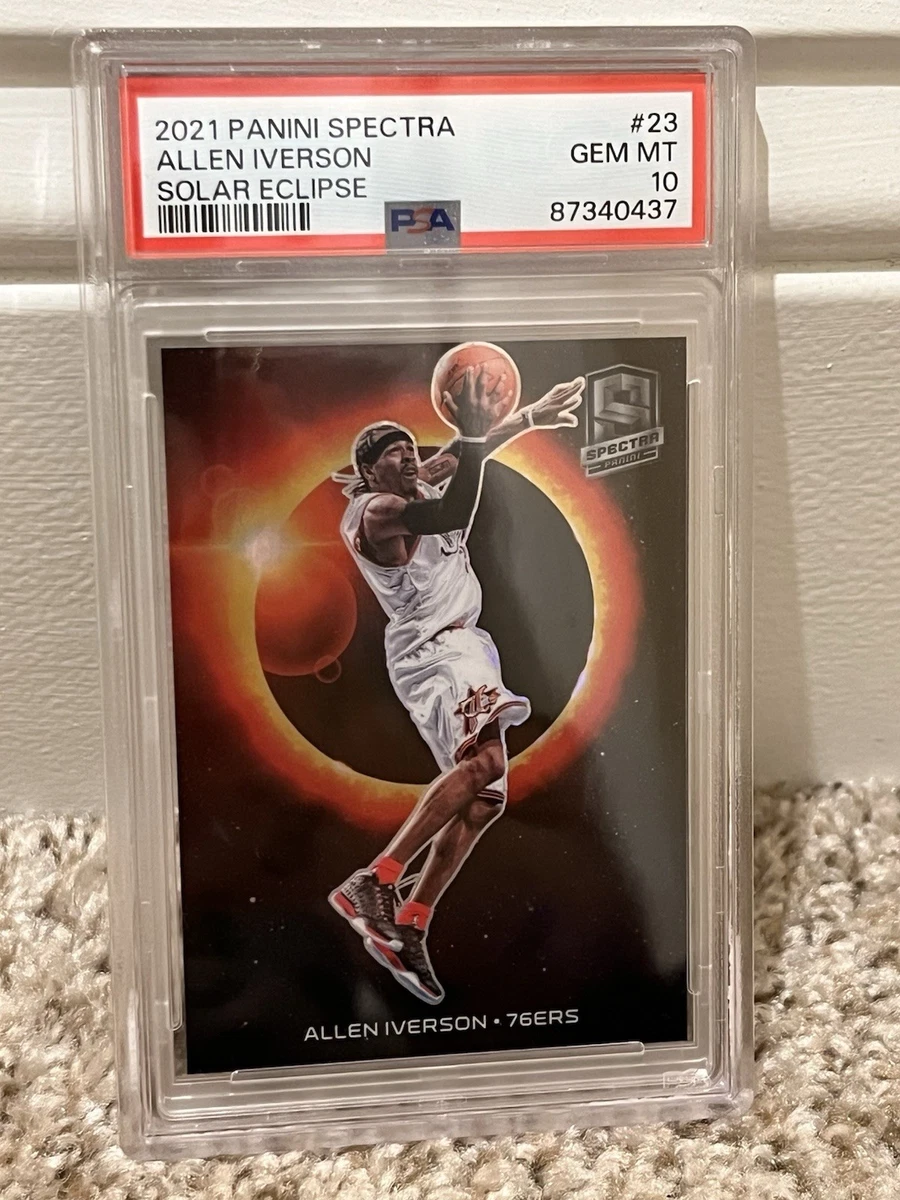 2021 PANINI SPECTRA #23
ALLEN IVERSON GEM MT
SOLAR ECLIPSE 10
PSA 87340437
SPECTRA
PANINI
ALLEN IVERSON • 76ERS